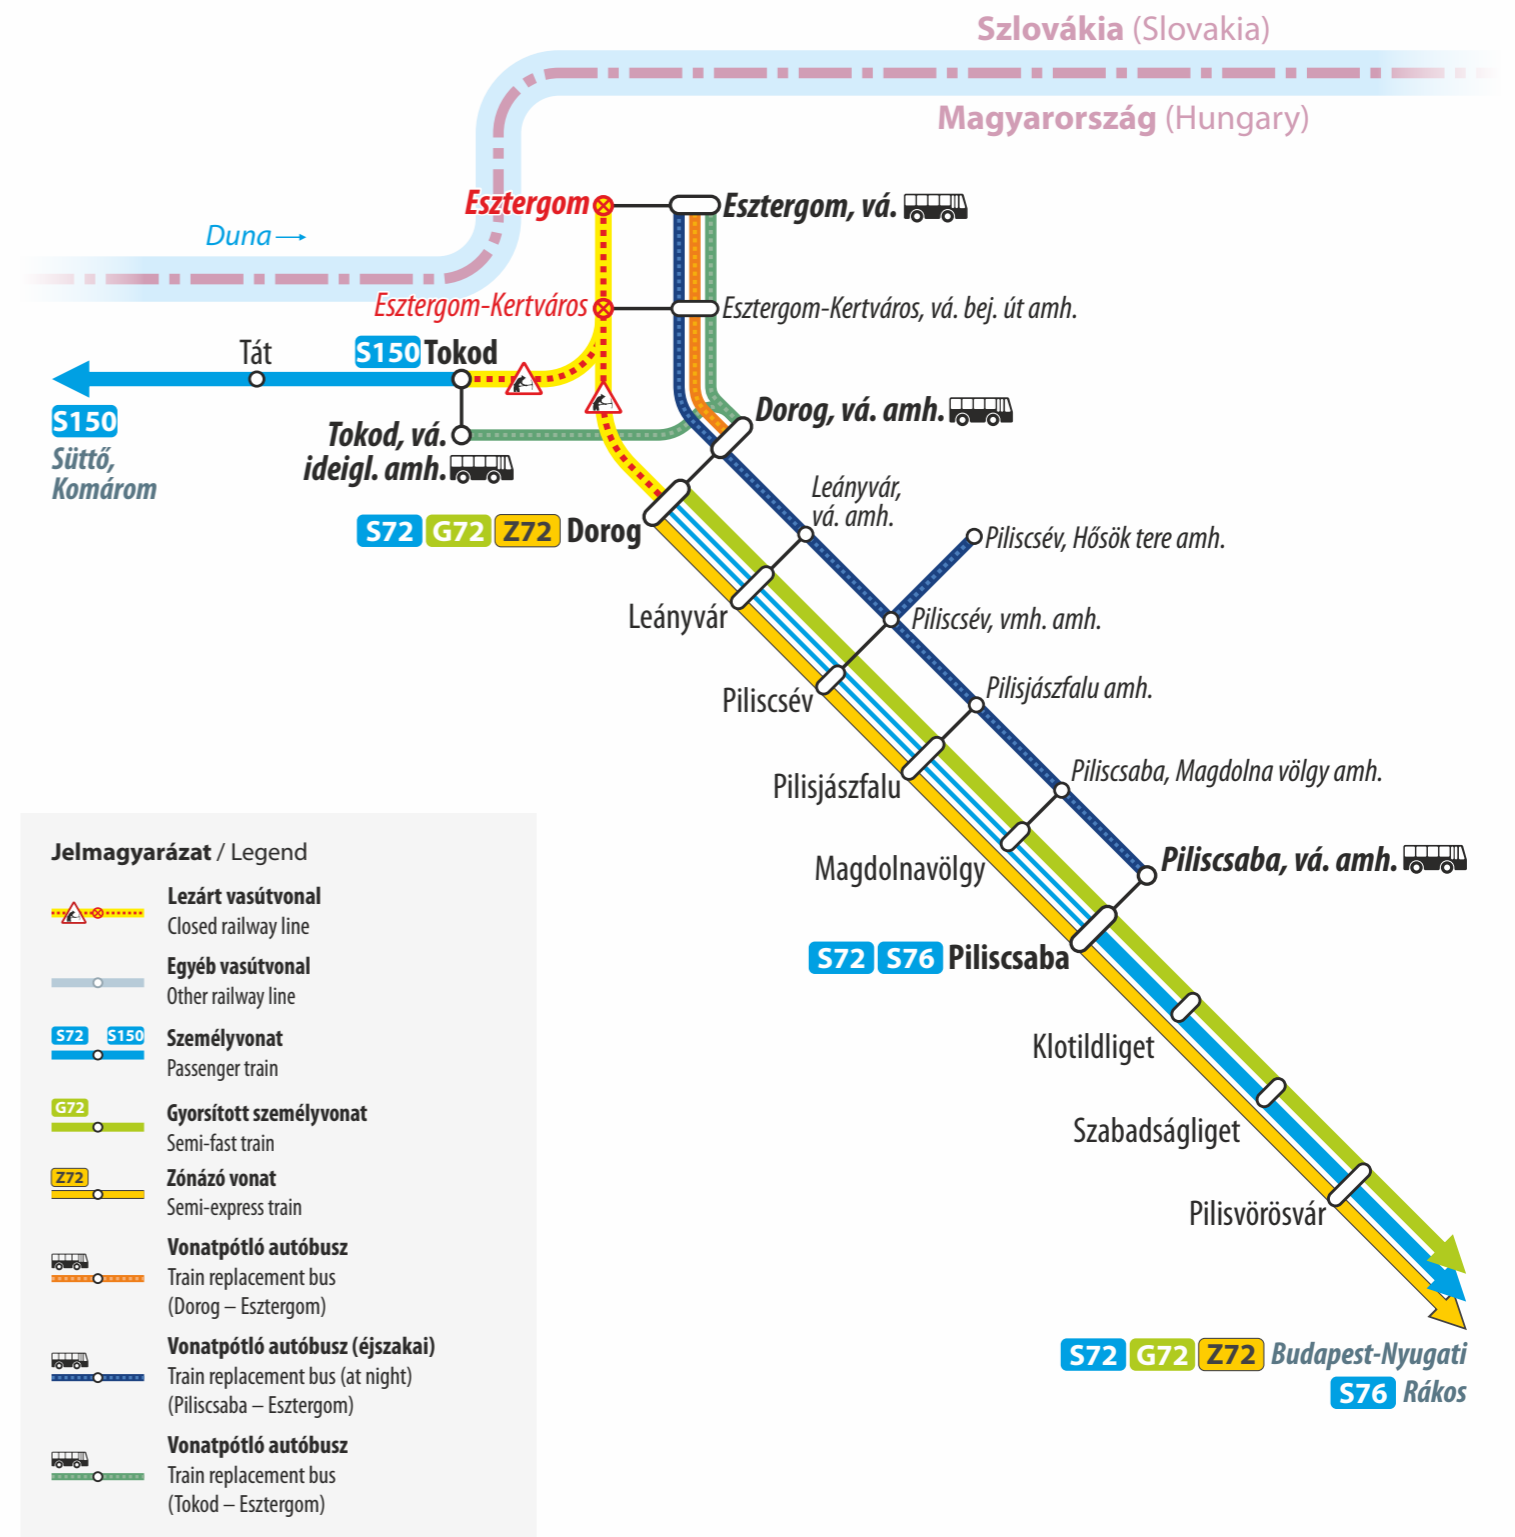 Szlovákia (Slovakia)
Magyarország (Hungary)
Esztergom
Esztergom, vá.
Duna
Esztergom-Kertváros
Esztergom-Kertváros, vá. bej. út amh.
Tát
S150 Tokod
S150
Süttő,
Komárom
Tokod, vá.
ideigl. amh.
Dorog, vá. amh.
Leányvár,
vá. amh.
S72 G72 Z72 Dorog
Piliscsév, Hősök tere amh.
Leányvár
Piliscsév, vmh. amh.
Piliscsév
Pilisjászfalu amh.
Pilisjászfalu
Piliscsaba, Magdolna völgy amh.
Magdolnavölgy
Piliscsaba, vá. amh.
S72 S76 Piliscsaba
Klotildliget
Szabadságliget
Pilisvörösvár
S72 G72 Z72 Budapest-Nyugati
S76 Rákos
Jelmagyarázat / Legend
Lezárt vasútvonal
Closed railway line
Egyéb vasútvonal
Other railway line
S72 S150
Személyvonat
Passenger train
G72
Gyorsított személyvonat
Semi-fast train
Z72
Zónázó vonat
Semi-express train
Vonatpótló autóbusz
Train replacement bus
(Dorog – Esztergom)
Vonatpótló autóbusz (éjszakai)
Train replacement bus (at night)
(Piliscsaba – Esztergom)
Vonatpótló autóbusz
Train replacement bus
(Tokod – Esztergom)